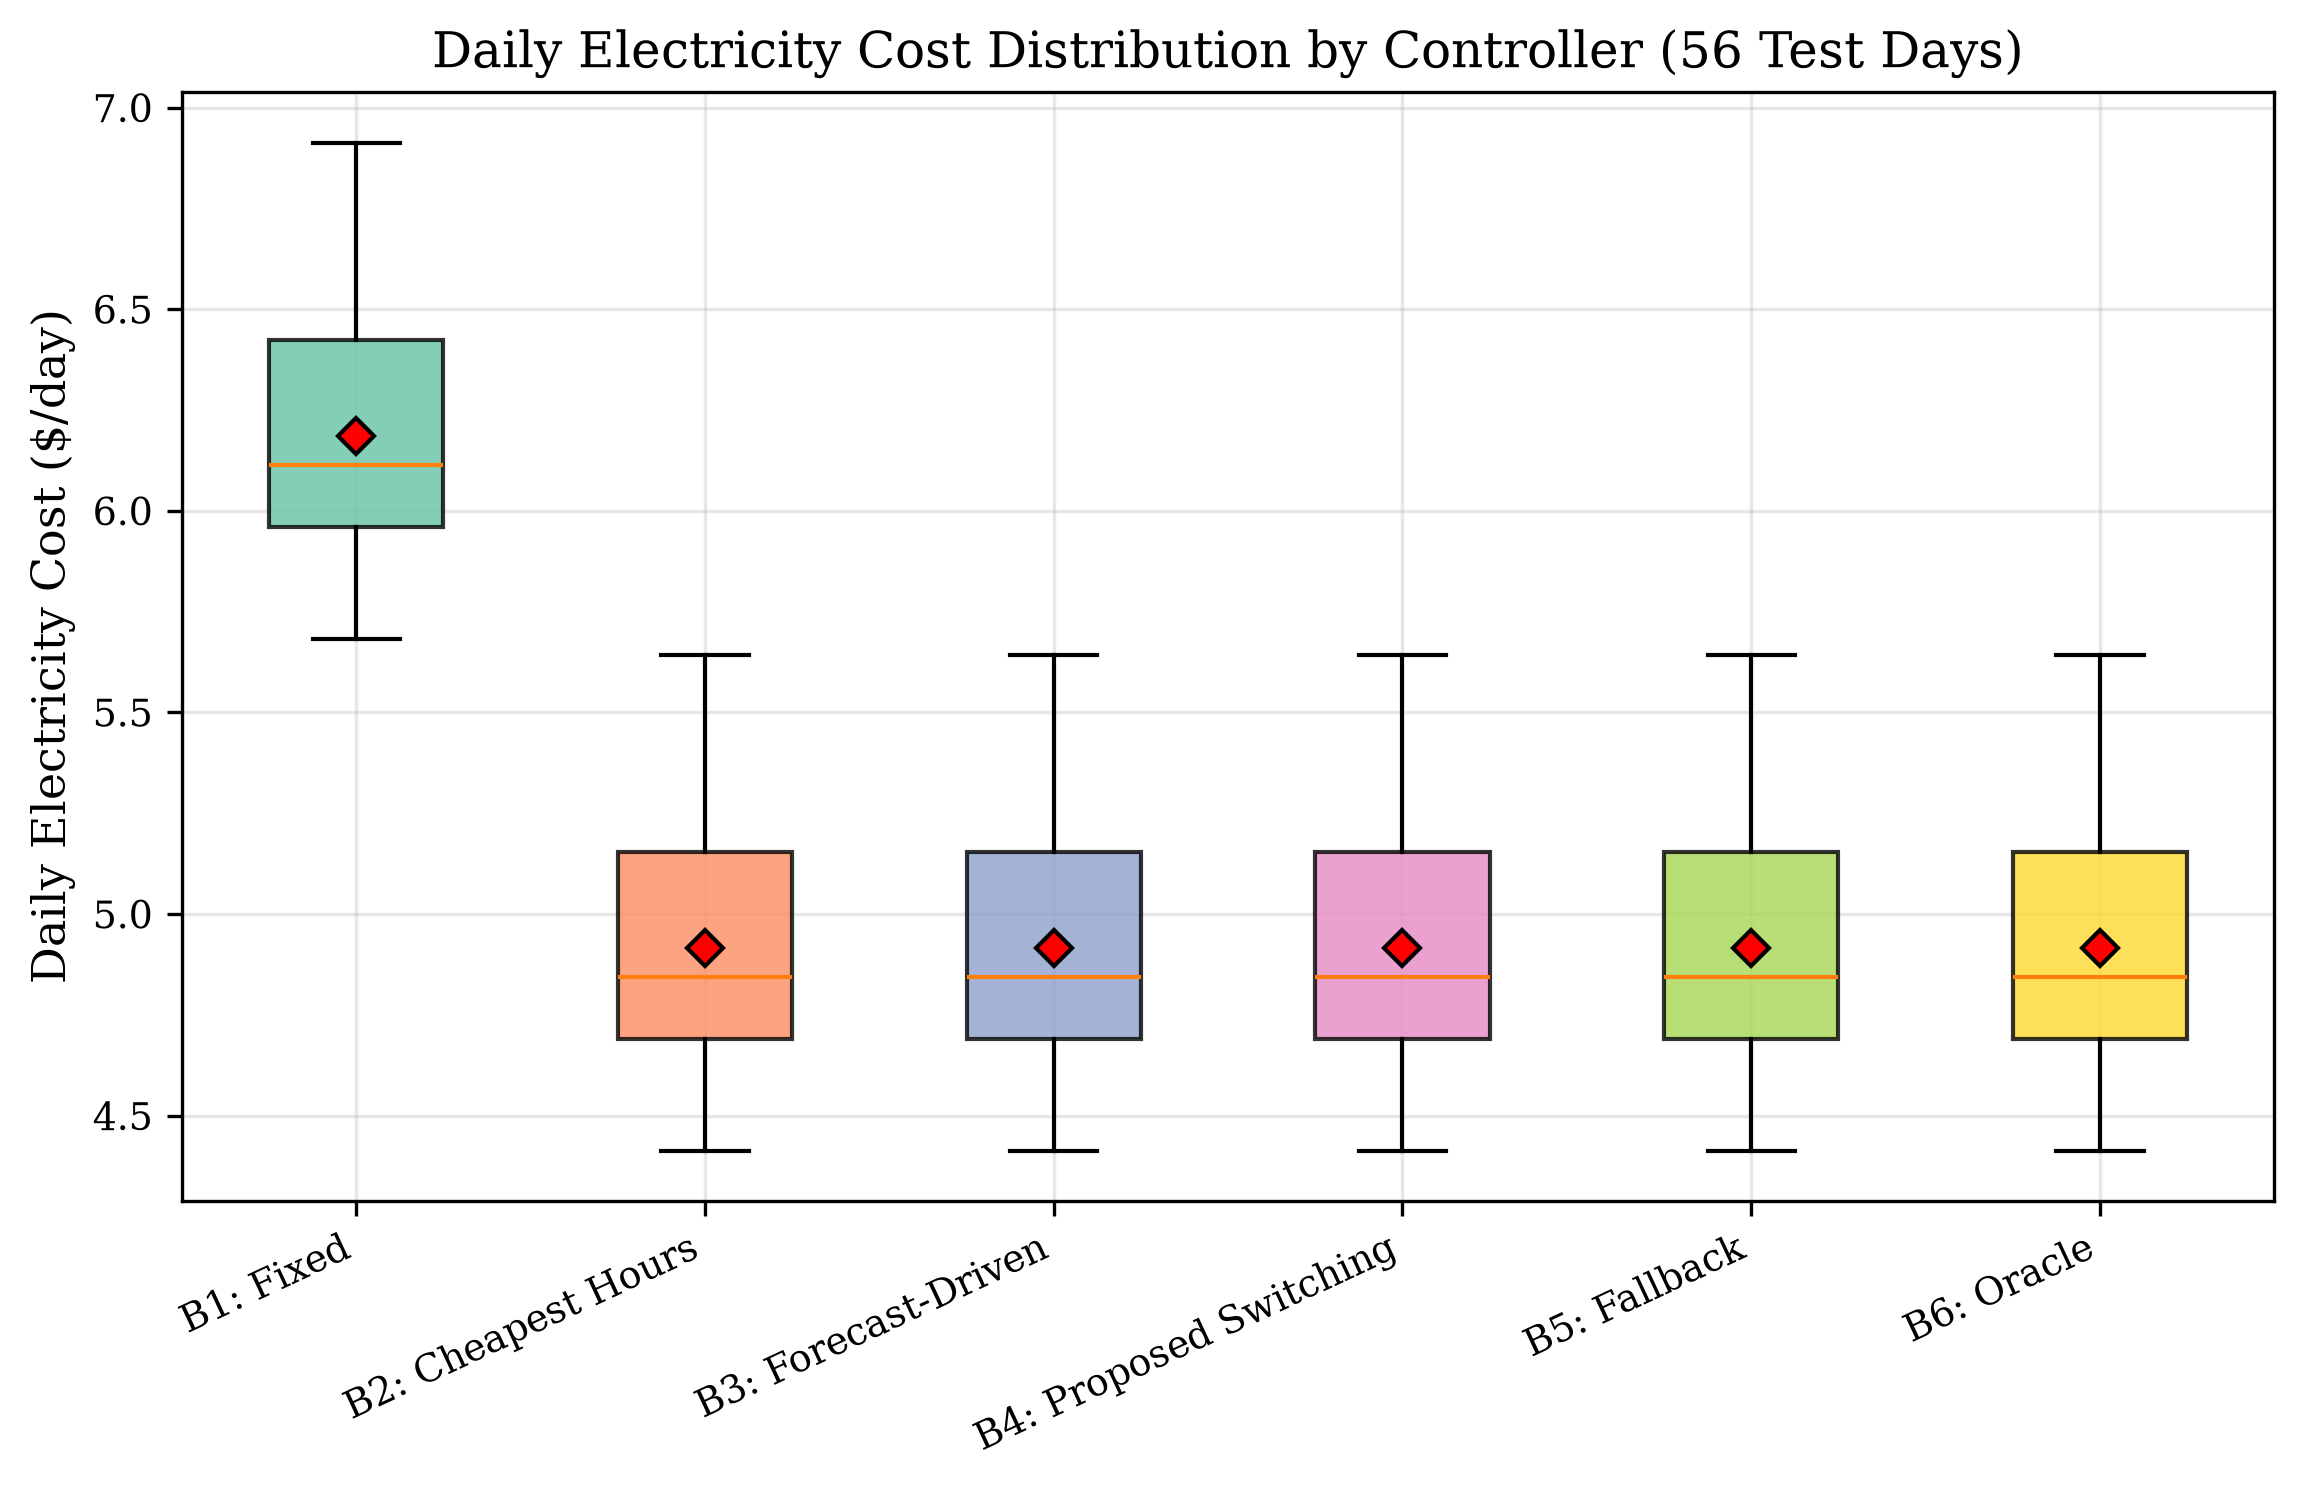 Daily Electricity Cost Distribution by Controller (56 Test Days)
Daily Electricity Cost ($/day)
7.0
6.5
6.0
5.5
5.0
4.5
B1: Fixed
B2: Cheapest Hours
B3: Forecast-Driven
B4: Proposed Switching
B5: Fallback
B6: Oracle